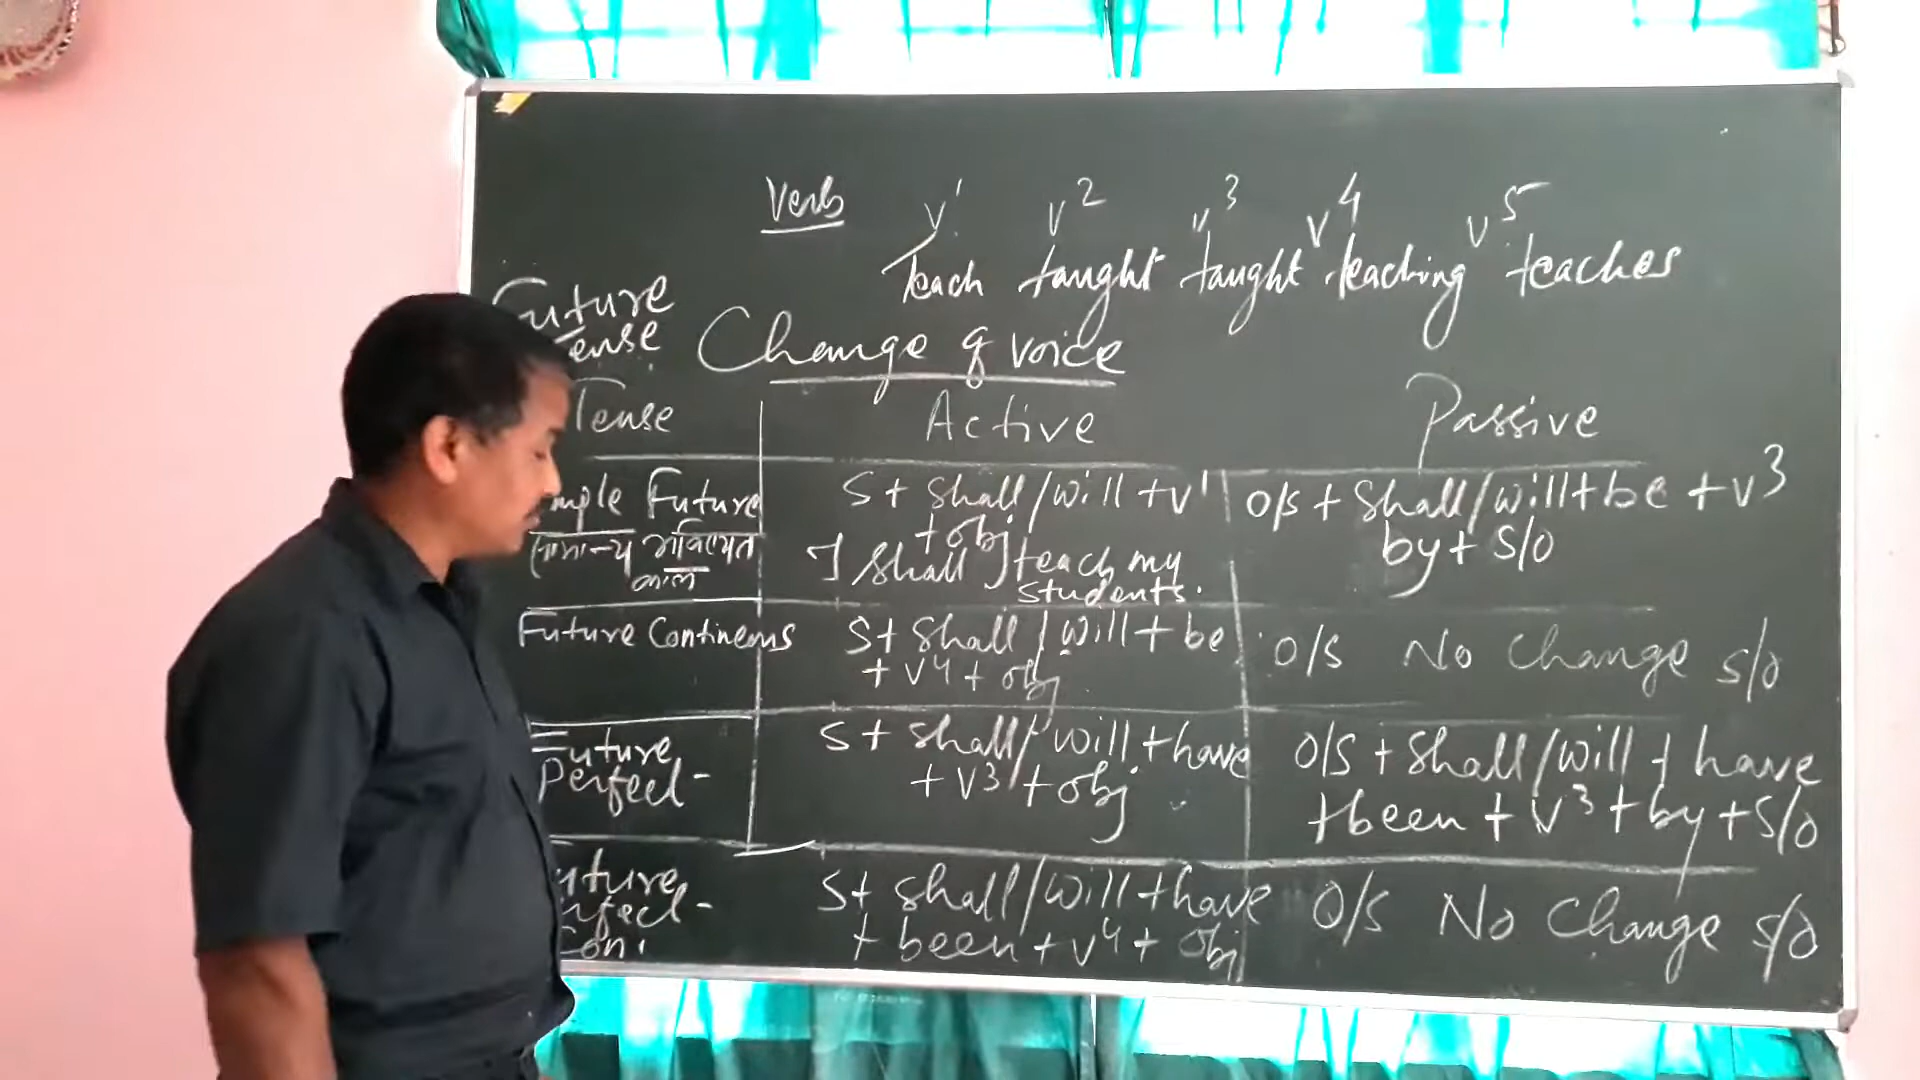 Verb V1 V2 V3 V4 V5
Teach taught taught teaching teaches
Future
Tense
Change of voice
Tense Active Passive
Simple Future S+ Shall/will +V1 O/S + Shall/will+be +V3
+ obj by+ S/O
(सामान्य भविष्यत
काल
I Shall teach my
students.
Future Contineous S+ Shall/will + be O/S No Change S/O
+ V4 + obj
Future S+ Shall/will +have O/S + Shall/will + have
Perfect + V3 + obj +been + V3 + by + S/O
Future S+ Shall/will +have O/S No Change S/O
Perfect + been + V4 + Obj
Con.